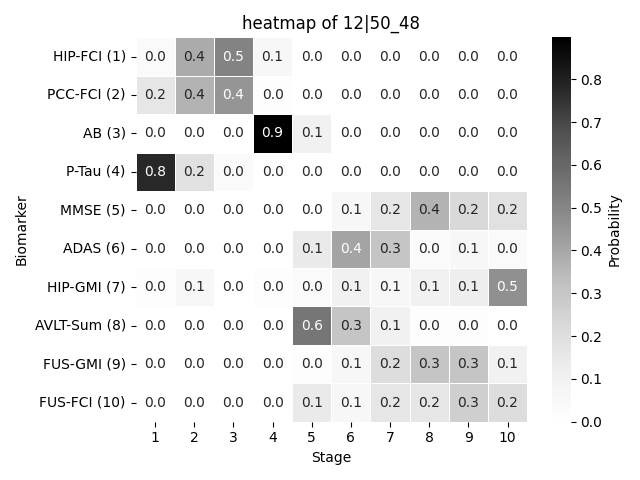 heatmap of 12|50_48
HIP-FCI (1) 0.0 0.4 0.5 0.1 0.0 0.0 0.0 0.0 0.0 0.0
PCC-FCI (2) 0.2 0.4 0.4 0.0 0.0 0.0 0.0 0.0 0.0 0.0
AB (3) 0.0 0.0 0.0 0.9 0.1 0.0 0.0 0.0 0.0 0.0
P-Tau (4) 0.8 0.2 0.0 0.0 0.0 0.0 0.0 0.0 0.0 0.0
MMSE (5) 0.0 0.0 0.0 0.0 0.0 0.1 0.2 0.4 0.2 0.2
ADAS (6) 0.0 0.0 0.0 0.0 0.1 0.4 0.3 0.0 0.1 0.0
HIP-GMI (7) 0.0 0.1 0.0 0.0 0.0 0.1 0.1 0.1 0.1 0.5
AVLT-Sum (8) 0.0 0.0 0.0 0.0 0.6 0.3 0.1 0.0 0.0 0.0
FUS-GMI (9) 0.0 0.0 0.0 0.0 0.0 0.1 0.2 0.3 0.3 0.1
FUS-FCI (10) 0.0 0.0 0.0 0.0 0.1 0.1 0.2 0.2 0.3 0.2
1 2 3 4 5 6 7 8 9 10
Stage
Biomarker
0.8
0.7
0.6
0.5
0.4
0.3
0.2
0.1
0.0
Probability